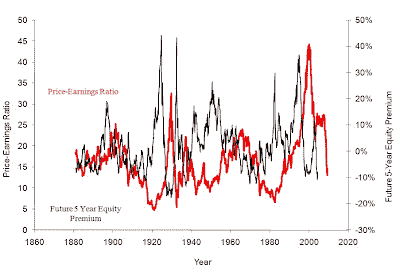 50
45
40
35
30
25
20
15
10
5
0
50%
40%
30%
20%
10%
0%
-10%
-20%
-30%
Price-Earnings Ratio
Price-Earnings Ratio
Future 5-Year Equity Premium
Future 5 Year Equity
Premium
1860 1880 1900 1920 1940 1960 1980 2000 2020
Year